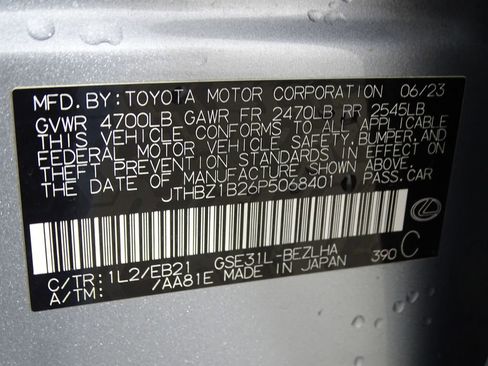 MFD. BY: TOYOTA MOTOR CORPORATION 06/23
GVWR 4700LB GAWR FR 2470LB RR 2545LB
THIS VEHICLE CONFORMS TO ALL APPLICABLE
FEDERAL MOTOR VEHICLE SAFETY, BUMPER, AND
THEFT PREVENTION STANDARDS IN EFFECT ON
THE DATE OF MANUFACTURE SHOWN ABOVE.
JTHBZ1B26P5068401 PASS. CAR
C/TR: 1L2/EB21 GSE31L-BEZLHA 390 C
A/TM: 7AA81E MADE IN JAPAN